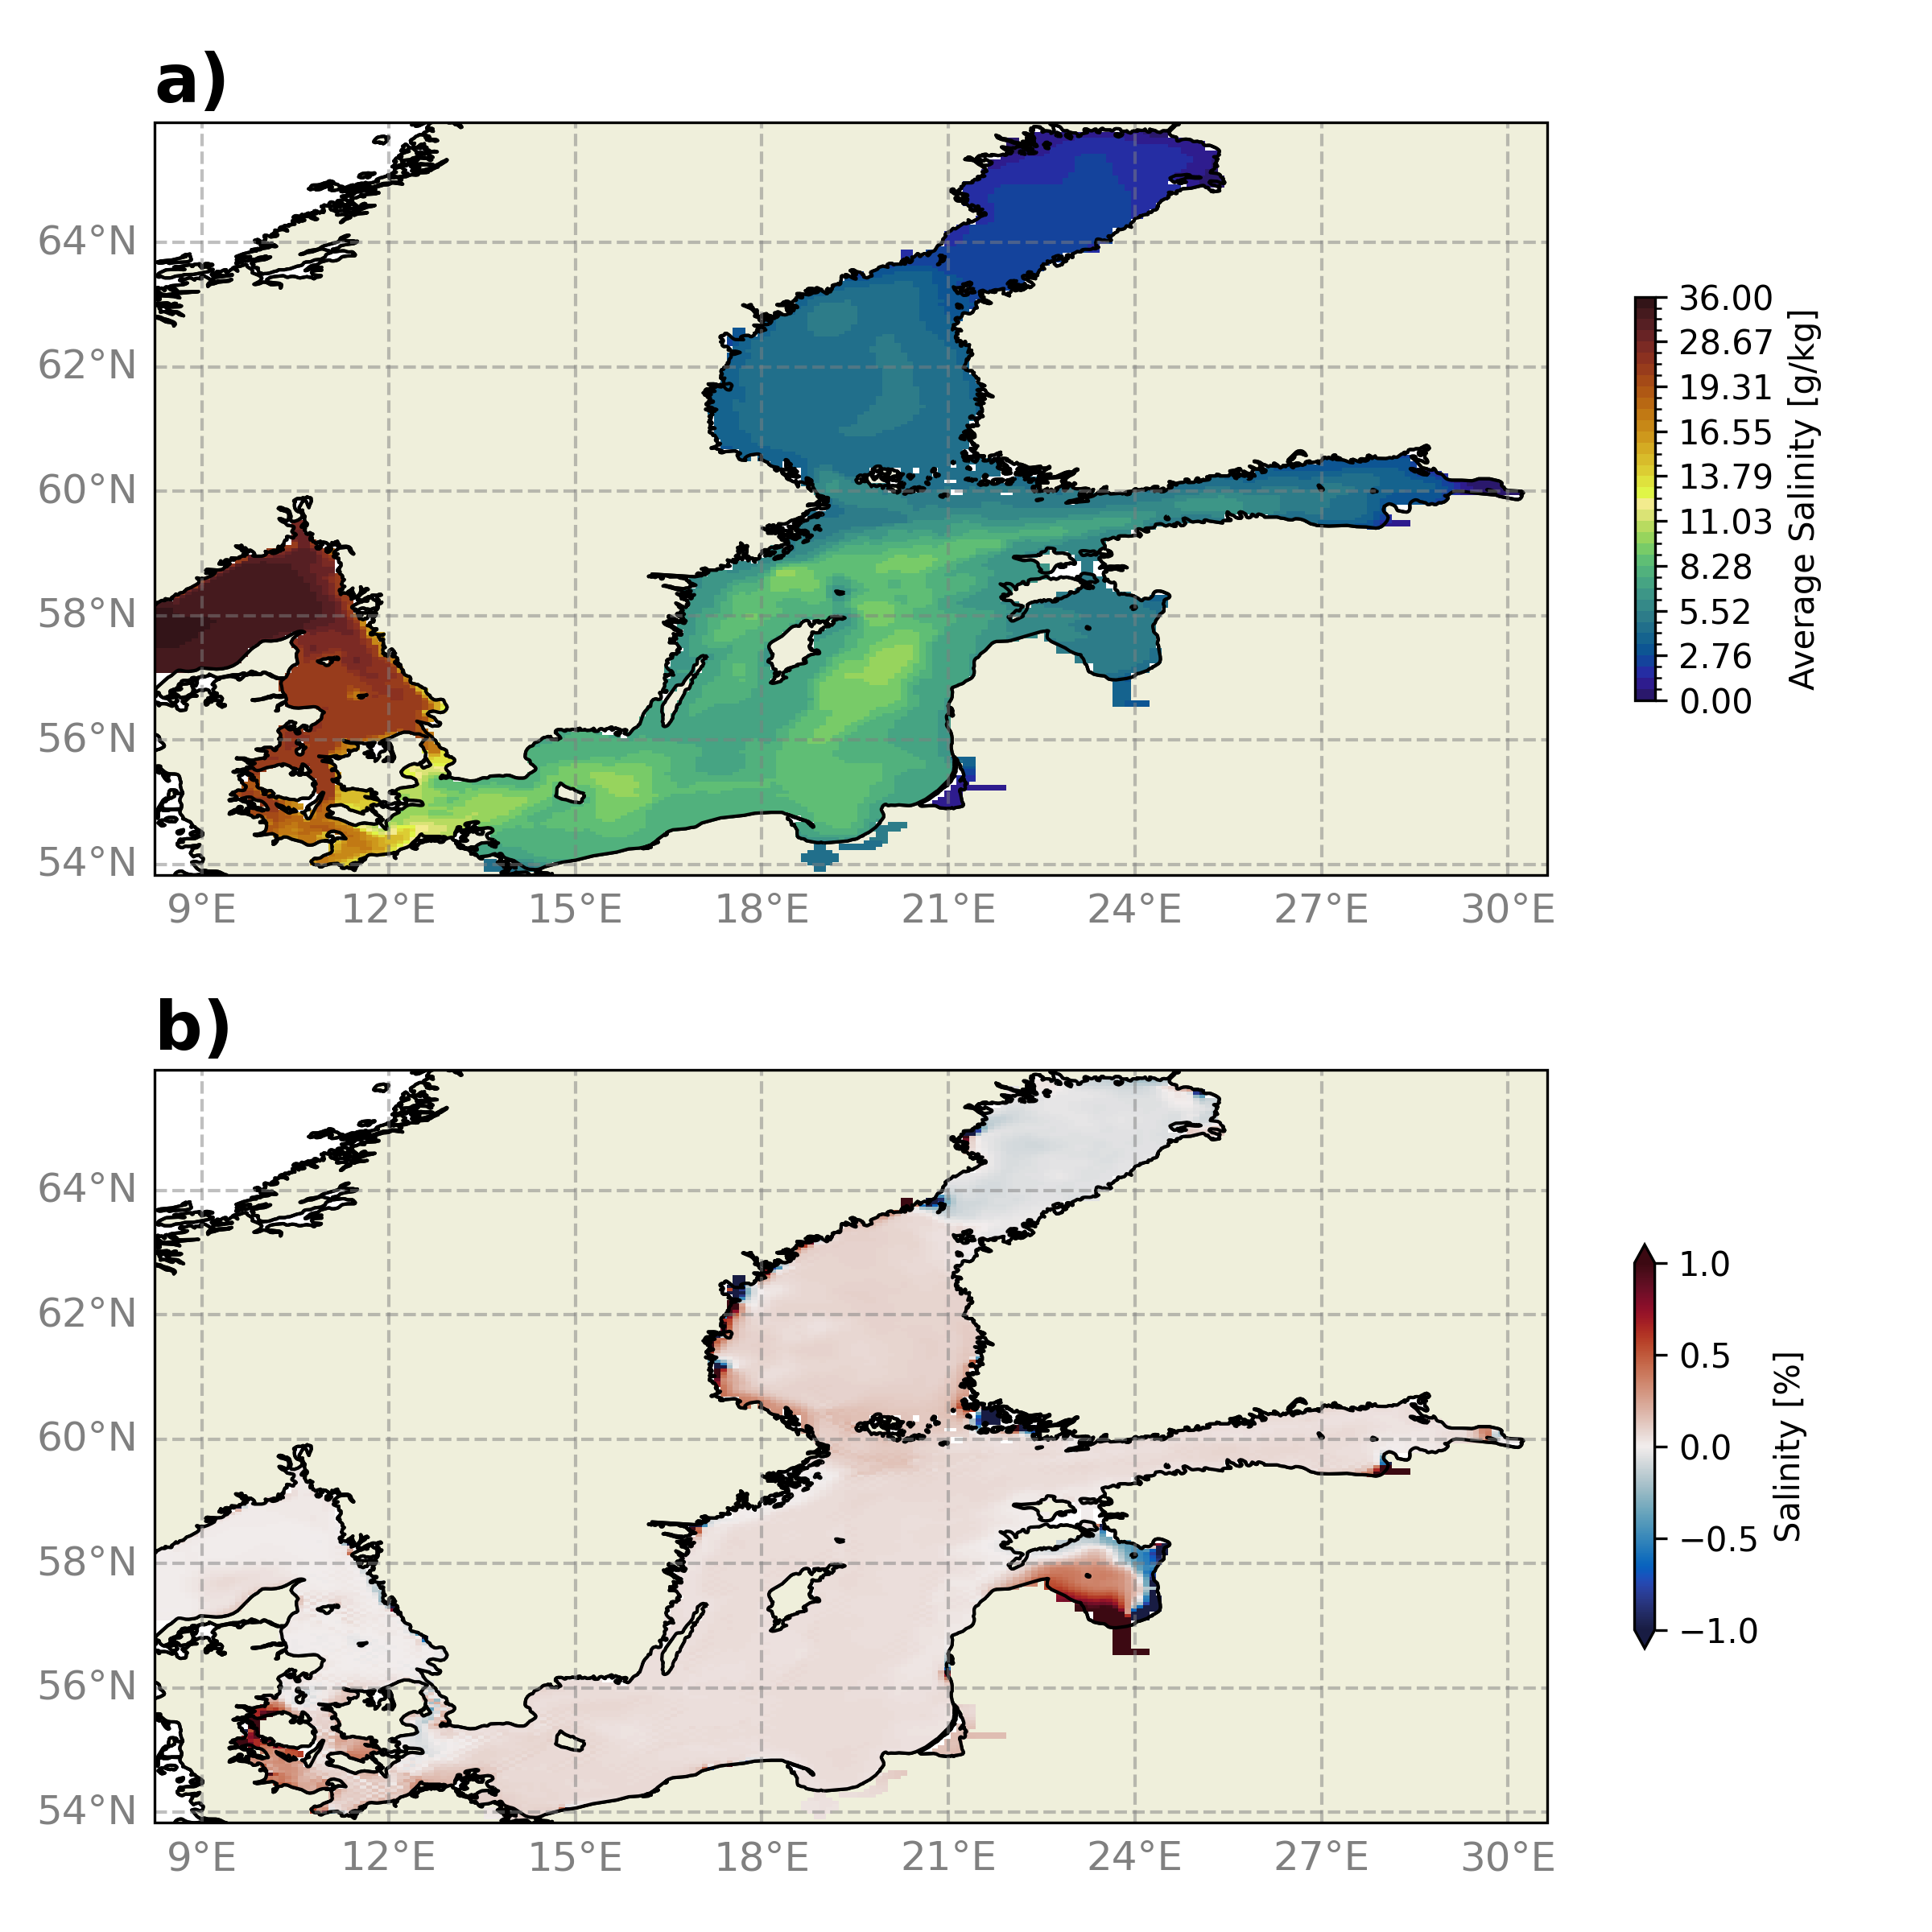 a)
64°N
62°N
60°N
58°N
56°N
54°N
9°E 12°E 15°E 18°E 21°E 24°E 27°E 30°E
36.00
28.67
19.31
16.55
13.79
11.03
8.28
5.52
2.76
0.00
Average Salinity [g/kg]
b)
64°N
62°N
60°N
58°N
56°N
54°N
9°E 12°E 15°E 18°E 21°E 24°E 27°E 30°E
1.0
0.5
0.0
−0.5
−1.0
Salinity [%]